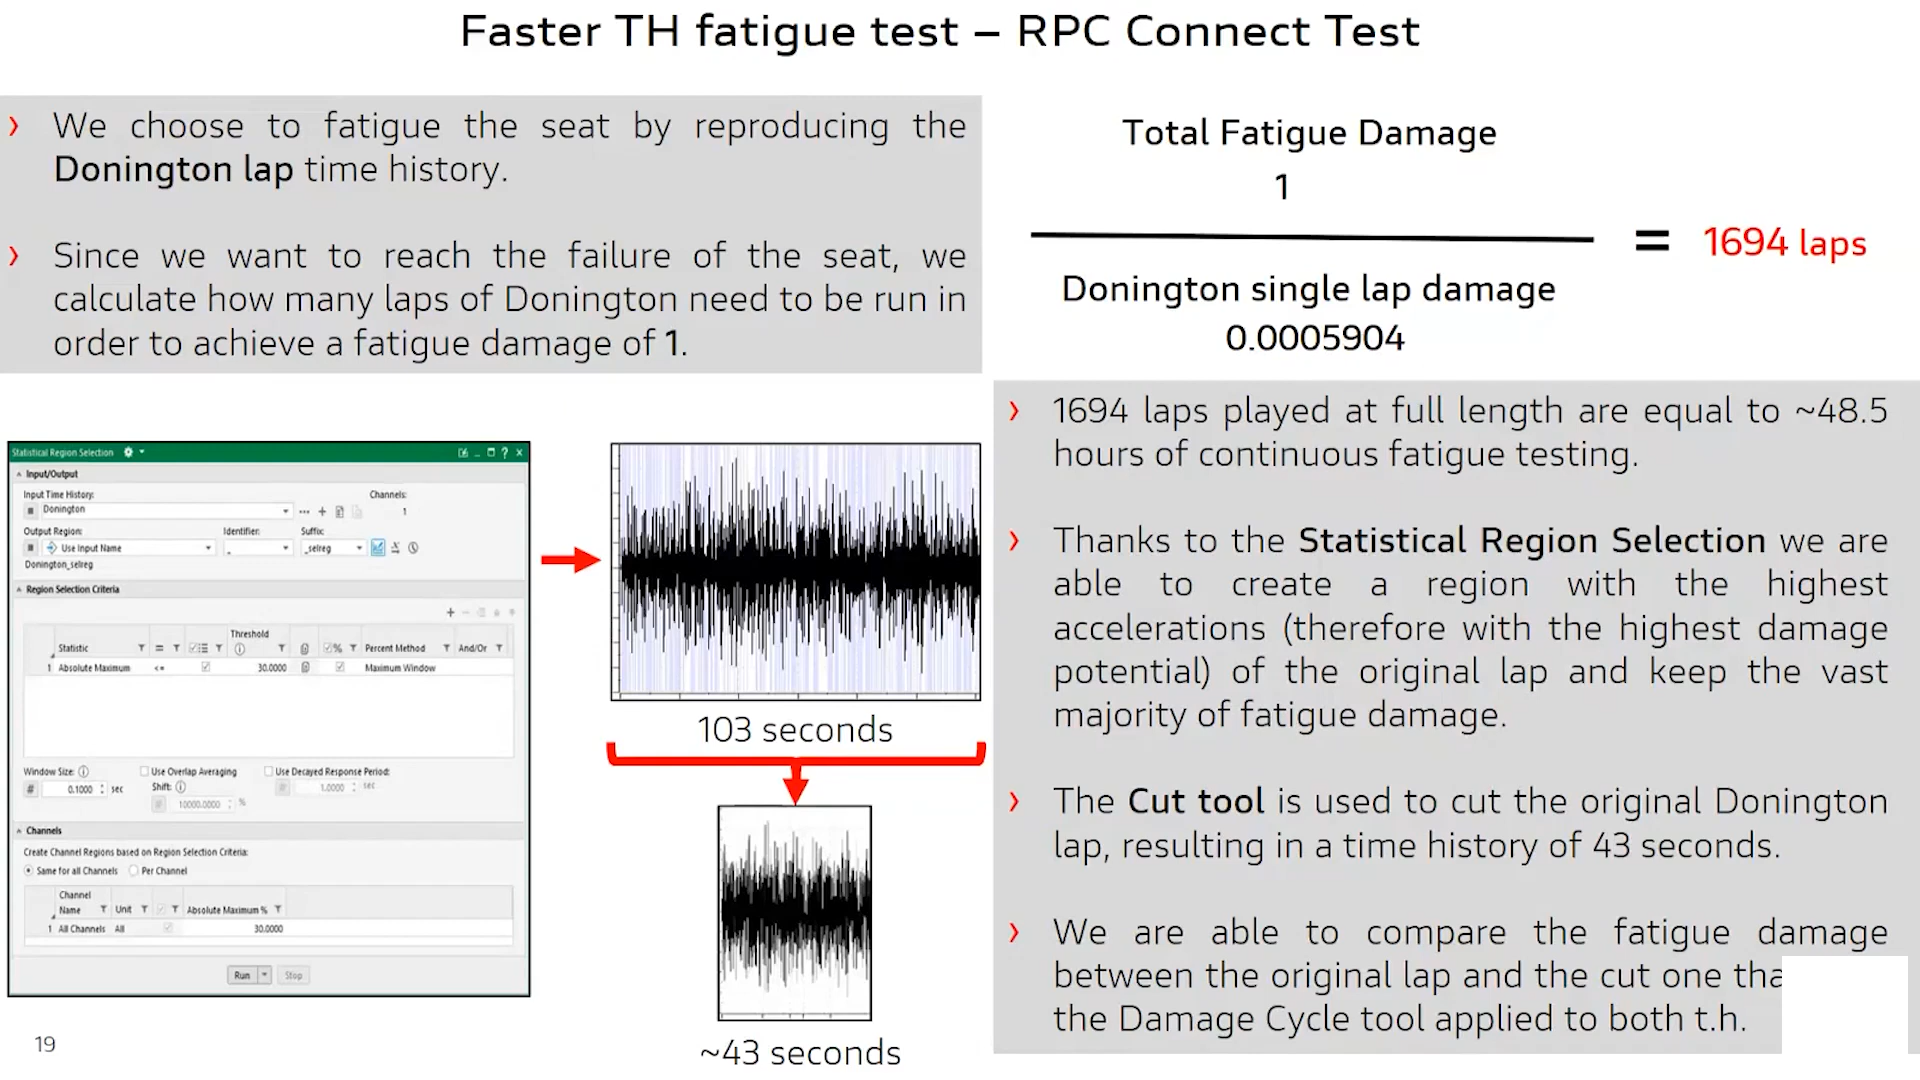 Faster TH fatigue test – RPC Connect Test
› We choose to fatigue the seat by reproducing the
Donington lap time history.
› Since we want to reach the failure of the seat, we
calculate how many laps of Donington need to be run in
order to achieve a fatigue damage of 1.
Total Fatigue Damage
1
Donington single lap damage
0.0005904
= 1694 laps
Statistical Region Selection
Input/Output
Input Time History:
Channels:
Donington
1
Output Region:
Identifier:
Suffix:
Use Input Name
_
_selreg
Donington_selreg
Region Selection Criteria
Threshold
Statistic = % Percent Method And/Or
1 Absolute Maximum <= 30.0000 Maximum Window
Window Size:
Use Overlap Averaging
Use Decayed Response Period:
# 0.1000 sec
Shift:
# 10000.0000 %
# 1.0000 sec
Channels
Create Channel Regions based on Region Selection Criteria:
Same for all Channels Per Channel
Channel
Name Unit Absolute Maximum %
1 All Channels All 30.0000
Run Stop
103 seconds
~43 seconds
› 1694 laps played at full length are equal to ~48.5
hours of continuous fatigue testing.
› Thanks to the Statistical Region Selection we are
able to create a region with the highest
accelerations (therefore with the highest damage
potential) of the original lap and keep the vast
majority of fatigue damage.
› The Cut tool is used to cut the original Donington
lap, resulting in a time history of 43 seconds.
› We are able to compare the fatigue damage
between the original lap and the cut one tha
the Damage Cycle tool applied to both t.h.
19